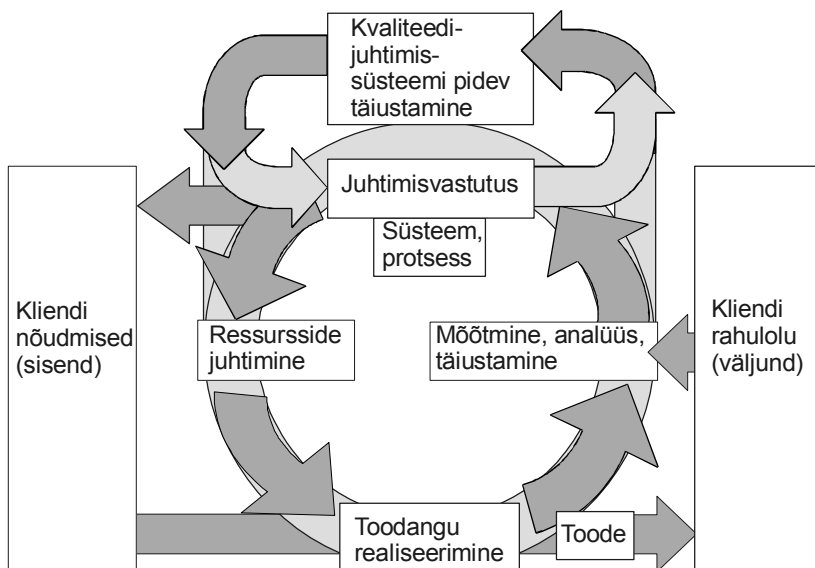 Kvaliteedi-
juhtimis-
süsteemi pidev
täiustamine
Juhtimisvastutus
Süsteem,
protsess
Kliendi
nõudmised
(sisend)
Ressursside
juhtimine
Mõõtmine, analüüs,
täiustamine
Kliendi
rahulolu
(väljund)
Toodangu
realiseerimine
Toode